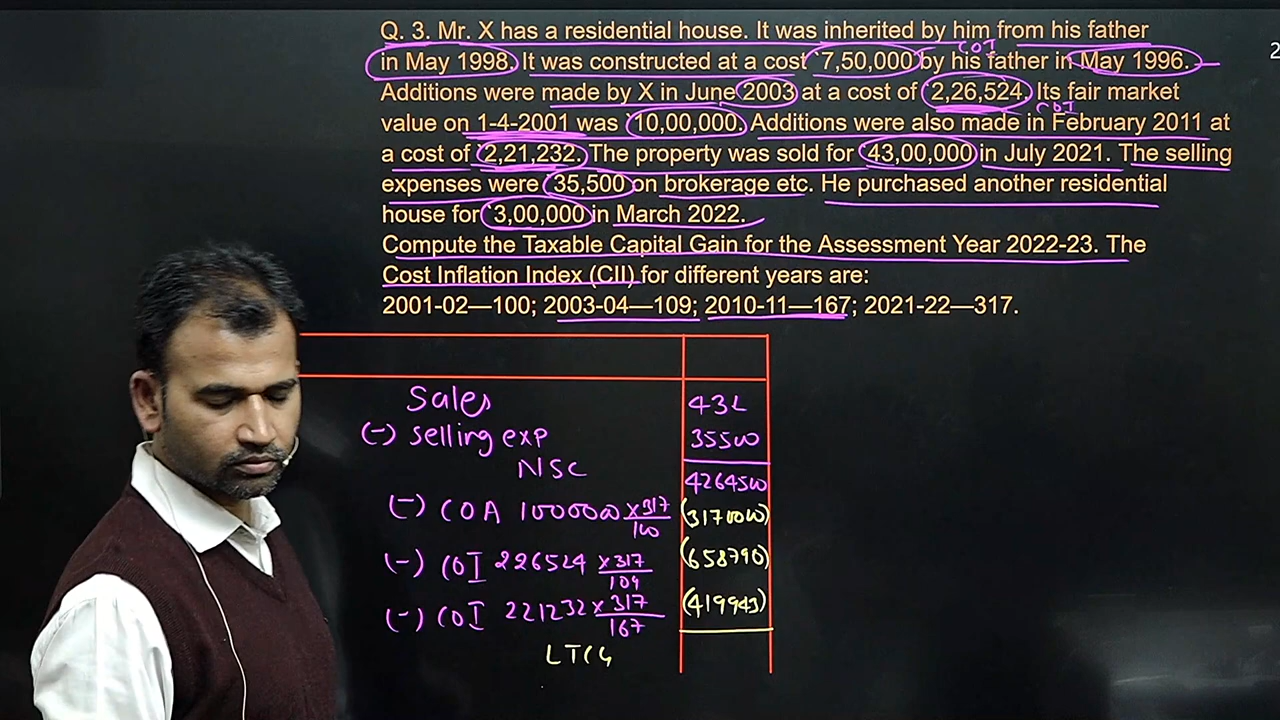 Q. 3. Mr. X has a residential house. It was inherited by him from his father
in May 1998. It was constructed at a cost `7,50,000 by his father in May 1996.
COI
Additions were made by X in June 2003 at a cost of `2,26,524. Its fair market
value on 1-4-2001 was `10,00,000. Additions were also made in February 2011 at
COI
a cost of `2,21,232. The property was sold for `43,00,000 in July 2021. The selling
expenses were `35,500 on brokerage etc. He purchased another residential
house for `3,00,000 in March 2022.
Compute the Taxable Capital Gain for the Assessment Year 2022-23. The
Cost Inflation Index (CII) for different years are:
2001-02—100; 2003-04—109; 2010-11—167; 2021-22—317.
2
Sales 43L
(-) Selling exp 35500
NSC 4264500
(-) COA 1000000 × 317/100 (3170000)
(-) COI 226524 × 317/109 (658790)
(-) COI 221232 × 317/167 (419943)
LTCG